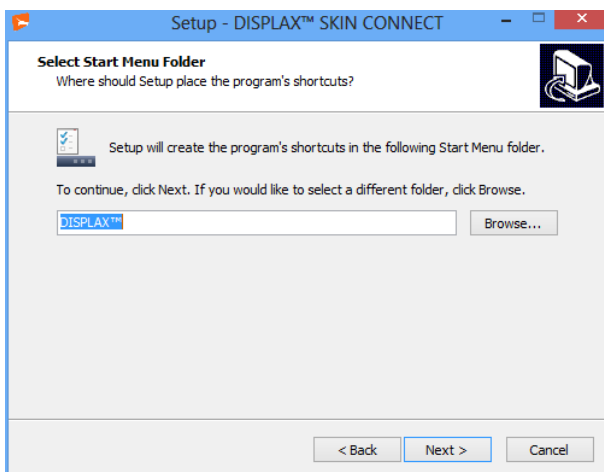 Setup - DISPLAX™ SKIN CONNECT
Select Start Menu Folder
Where should Setup place the program's shortcuts?
Setup will create the program's shortcuts in the following Start Menu folder.
To continue, click Next. If you would like to select a different folder, click Browse.
DISPLAX™
Browse...
< Back
Next >
Cancel